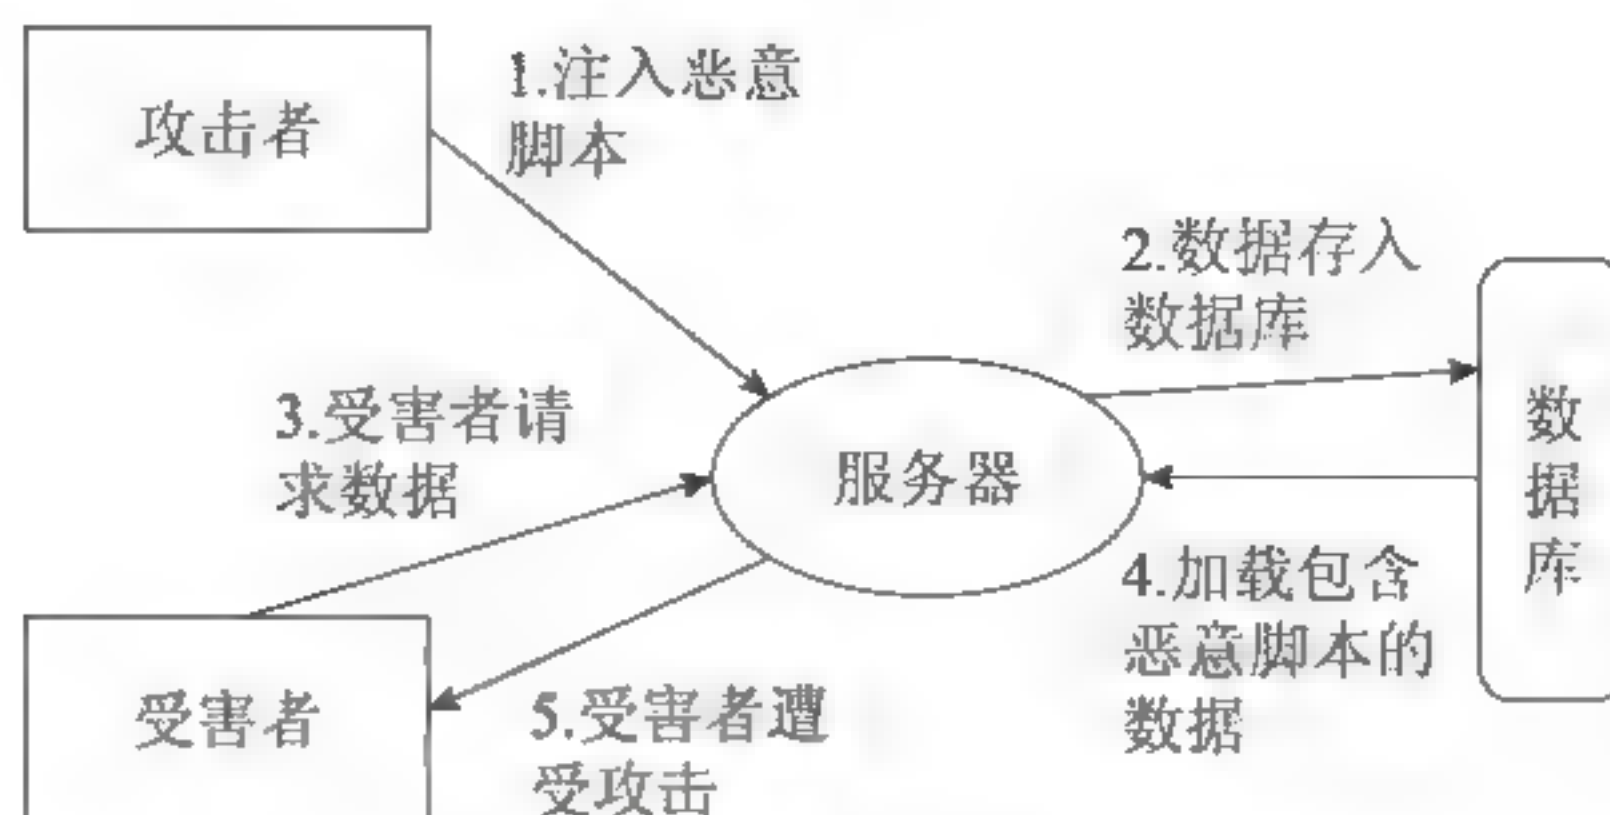 攻击者
1.注入恶意
脚本
2.数据存入
数据库
3.受害者请
求数据
服务器
数
据
库
4.加载包含
恶意脚本的
数据
受害者
5.受害者遭
受攻击